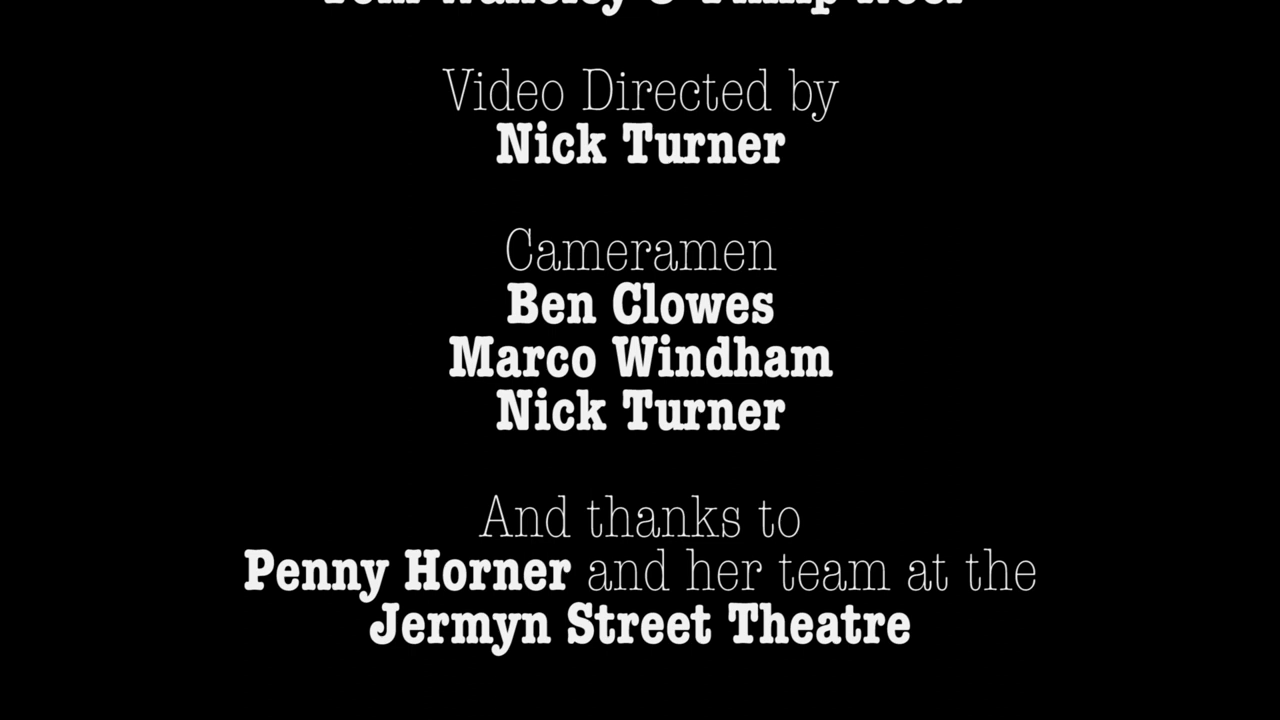 Video Directed by
Nick Turner
Cameramen
Ben Clowes
Marco Windham
Nick Turner
And thanks to
Penny Horner and her team at the
Jermyn Street Theatre